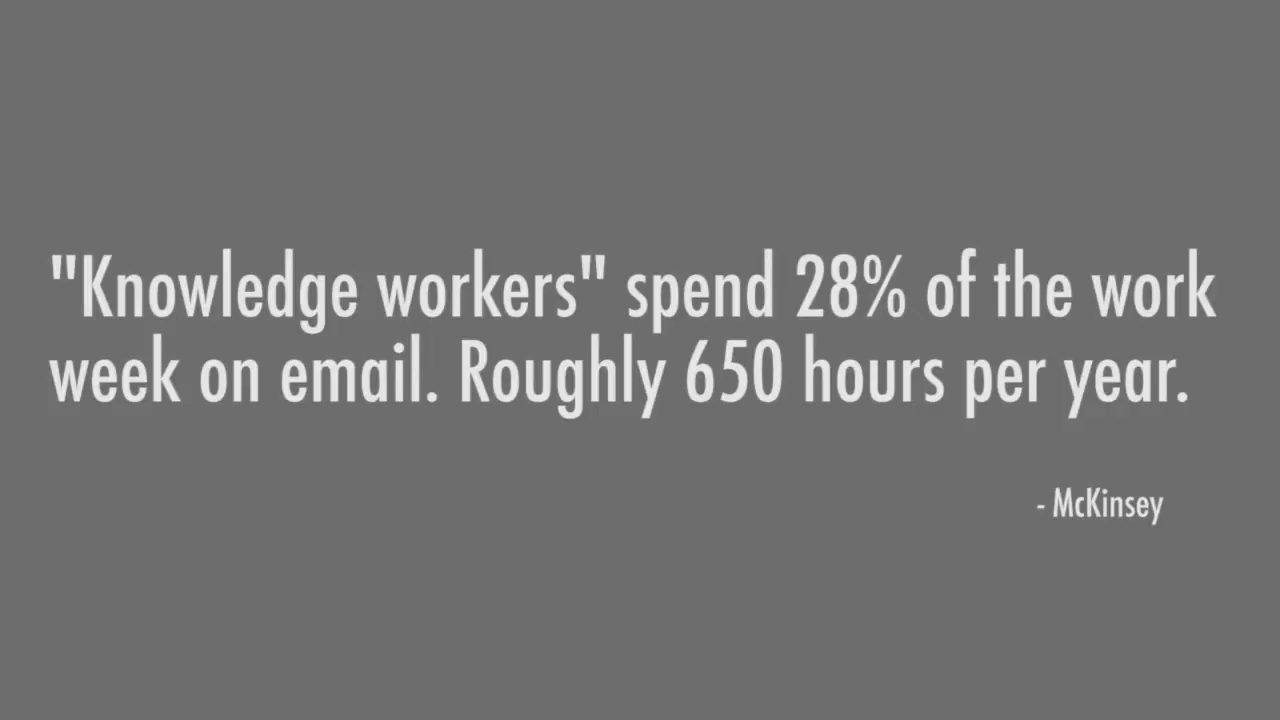 "Knowledge workers" spend 28% of the work
week on email. Roughly 650 hours per year.
- McKinsey